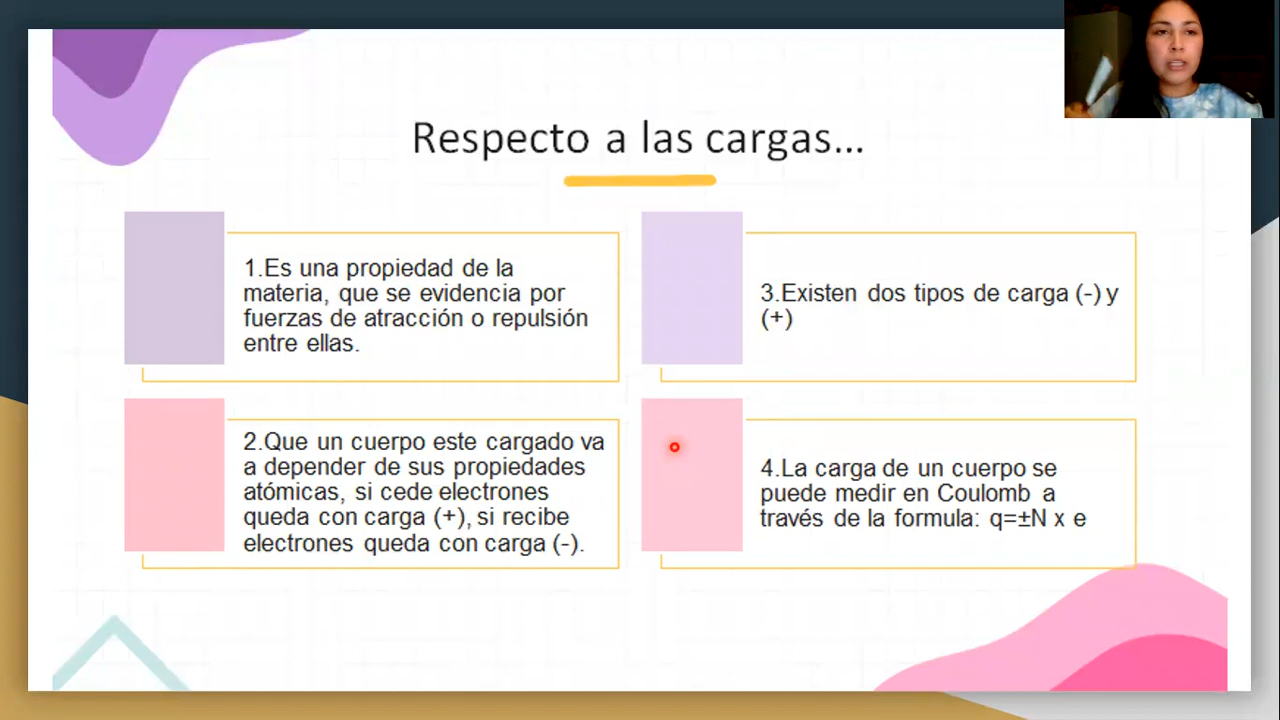 Respecto a las cargas...
1.Es una propiedad de la
materia, que se evidencia por
fuerzas de atracción o repulsión
entre ellas.
2.Que un cuerpo este cargado va
a depender de sus propiedades
atómicas, si cede electrones
queda con carga (+), si recibe
electrones queda con carga (-).
3.Existen dos tipos de carga (-) y
(+)
4.La carga de un cuerpo se
puede medir en Coulomb a
través de la formula: q=±N x e